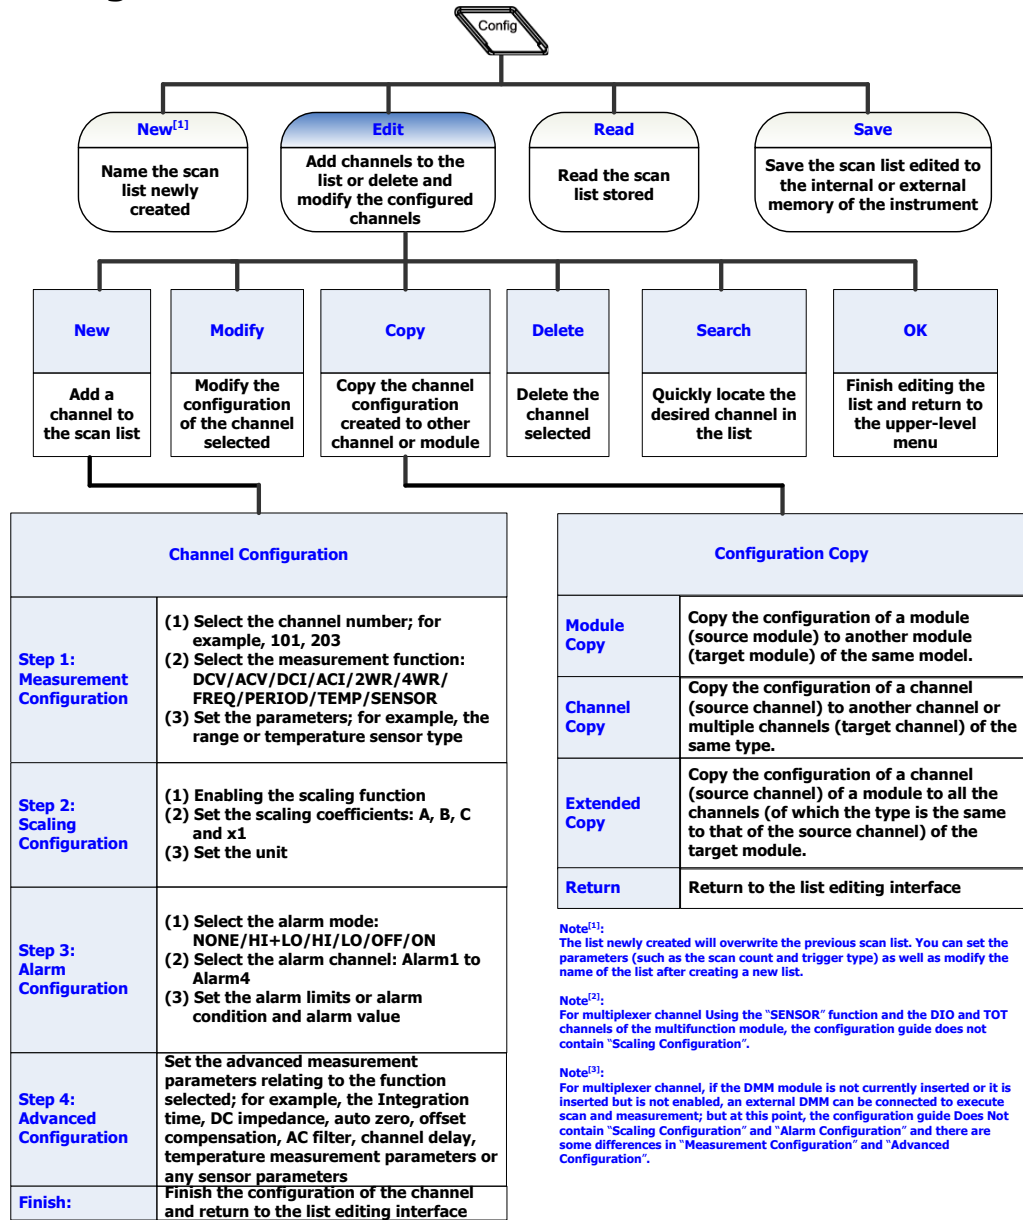 Config
New[1]
Name the scan
list newly
created
Edit
Add channels to the
list or delete and
modify the configured
channels
Read
Read the scan
list stored
Save
Save the scan list edited to
the internal or external
memory of the instrument
New
Add a
channel to
the scan list
Modify
Modify the
configuration
of the channel
selected
Copy
Copy the channel
configuration
created to other
channel or module
Delete
Delete the
channel
selected
Search
Quickly locate the
desired channel in
the list
OK
Finish editing the
list and return to
the upper-level
menu
Channel Configuration
Step 1:
Measurement
Configuration
(1) Select the channel number; for
example, 101, 203
(2) Select the measurement function:
DCV/ACV/DCI/ACI/2WR/4WR/
FREQ/PERIOD/TEMP/SENSOR
(3) Set the parameters; for example, the
range or temperature sensor type
Step 2:
Scaling
Configuration
(1) Enabling the scaling function
(2) Set the scaling coefficients: A, B, C
and x1
(3) Set the unit
Step 3:
Alarm
Configuration
(1) Select the alarm mode:
NONE/HI+LO/HI/LO/OFF/ON
(2) Select the alarm channel: Alarm1 to
Alarm4
(3) Set the alarm limits or alarm
condition and alarm value
Step 4:
Advanced
Configuration
Set the advanced measurement
parameters relating to the function
selected; for example, the Integration
time, DC impedance, auto zero, offset
compensation, AC filter, channel delay,
temperature measurement parameters or
any sensor parameters
Finish:
Finish the configuration of the channel
and return to the list editing interface
Configuration Copy
Module
Copy
Copy the configuration of a module
(source module) to another module
(target module) of the same model.
Channel
Copy
Copy the configuration of a channel
(source channel) to another channel or
multiple channels (target channel) of the
same type.
Extended
Copy
Copy the configuration of a channel
(source channel) of a module to all the
channels (of which the type is the same
to that of the source channel) of the
target module.
Return
Return to the list editing interface
Note[1]:
The list newly created will overwrite the previous scan list. You can set the
parameters (such as the scan count and trigger type) as well as modify the
name of the list after creating a new list.
Note[2]:
For multiplexer channel Using the "SENSOR" function and the DIO and TOT
channels of the multifunction module, the configuration guide does not
contain "Scaling Configuration".
Note[3]:
For multiplexer channel, if the DMM module is not currently inserted or it is
inserted but is not enabled, an external DMM can be connected to execute
scan and measurement; but at this point, the configuration guide Does Not
contain "Scaling Configuration" and "Alarm Configuration" and there are
some differences in "Measurement Configuration" and "Advanced
Configuration".